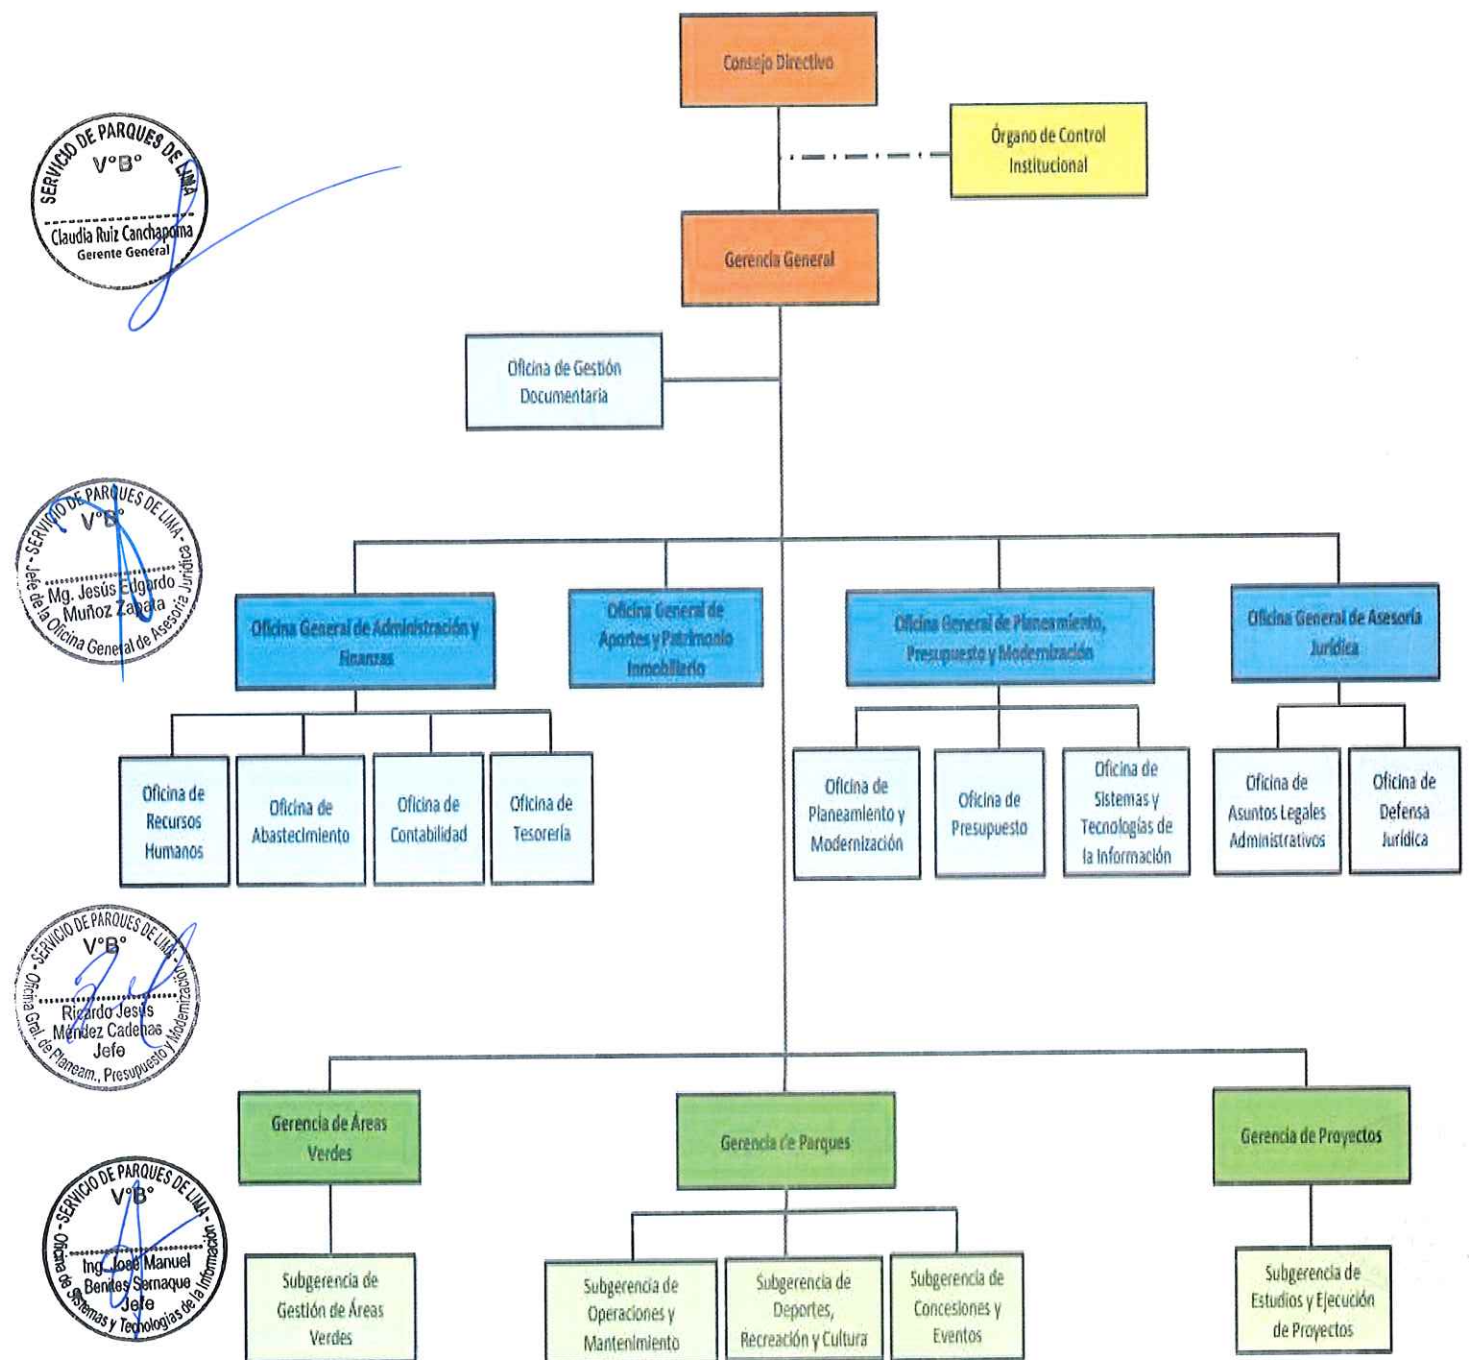 Consejo Directivo
Órgano de Control
Institucional
SERVICIO DE PARQUES DE LIMA
V°B°
Claudia Ruiz Canchapoma
Gerente General
Gerencia General
Oficina de Gestión
Documentaria
SERVICIO DE PARQUES DE LIMA -
V°B°
Mg. Jesús Edgardo
Muñoz Zapata
Jefe de la Oficina General de Asesoría Jurídica -
Oficina General de Administración y
Finanzas
Oficina General de
Aportes y Patrimonio
Inmobiliario
Oficina General de Planeamiento,
Presupuesto y Modernización
Oficina General de Asesoría
Jurídica
Oficina de
Recursos
Humanos
Oficina de
Abastecimiento
Oficina de
Contabilidad
Oficina de
Tesorería
Oficina de
Planeamiento y
Modernización
Oficina de
Presupuesto
Oficina de
Sistemas y
Tecnologías de
la Información
Oficina de
Asuntos Legales
Administrativos
Oficina de
Defensa
Jurídica
SERVICIO DE PARQUES DE LIMA -
V°B°
Ricardo Jesús
Méndez Cadenas
Jefe
Oficina Gral. de Planeam., Presupuesto y Modernización -
Gerencia de Áreas
Verdes
Gerencia de Parques
Gerencia de Proyectos
SERVICIO DE PARQUES DE LIMA -
V°B°
Ing. José Manuel
Benites Sernaque
Jefe
Oficina de Sistemas y Tecnologías de la Información -
Subgerencia de
Gestión de Áreas
Verdes
Subgerencia de
Operaciones y
Mantenimiento
Subgerencia de
Deportes,
Recreación y Cultura
Subgerencia de
Concesiones y
Eventos
Subgerencia de
Estudios y Ejecución
de Proyectos